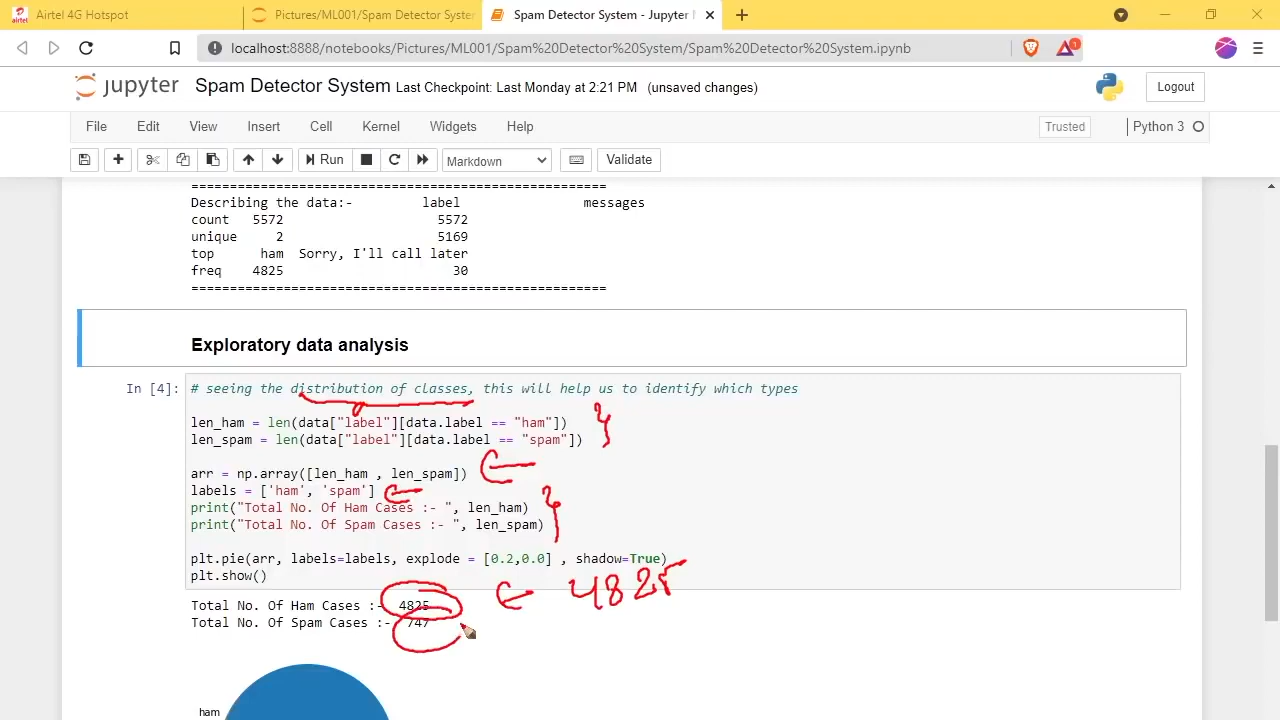 Airtel 4G Hotspot
Pictures/ML001/Spam Detector Syster
Spam Detector System - Jupyter
localhost:8888/notebooks/Pictures/ML001/Spam%20Detector%20System/Spam%20Detector%20System.ipynb
1
jupyter Spam Detector System Last Checkpoint: Last Monday at 2:21 PM (unsaved changes) Logout
File Edit View Insert Cell Kernel Widgets Help Trusted Python 3
Run Markdown Validate
======================================================
Describing the data:- label messages
count 5572 5572
unique 2 5169
top ham Sorry, I'll call later
freq 4825 30
======================================================
Exploratory data analysis
In [4]: # seeing the distribution of classes, this will help us to identify which types
len_ham = len(data["label"][data.label == "ham"])
len_spam = len(data["label"][data.label == "spam"])
arr = np.array([len_ham , len_spam])
labels = ['ham', 'spam']
print("Total No. Of Ham Cases :- ", len_ham)
print("Total No. Of Spam Cases :- ", len_spam)
plt.pie(arr, labels=labels, explode = [0.2,0.0] , shadow=True)
plt.show()
4825
Total No. Of Ham Cases :- 4825
Total No. Of Spam Cases :- 747
ham